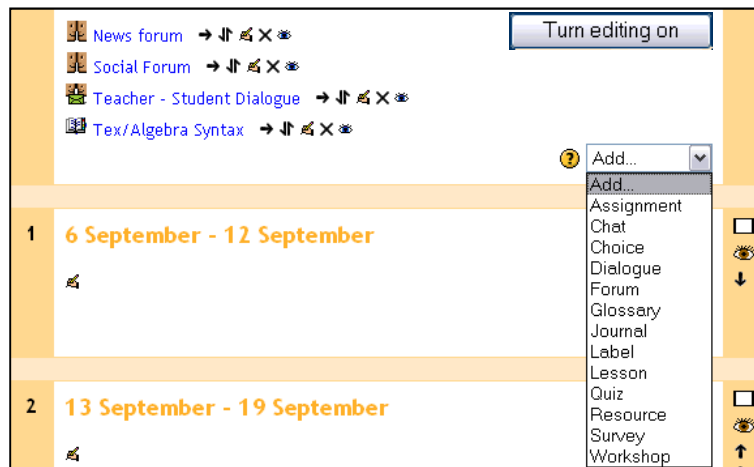 News forum
Turn editing on
Social Forum
Teacher - Student Dialogue
Tex/Algebra Syntax
? Add...
Add...
Assignment
Chat
1 6 September - 12 September
Choice
Dialogue
Forum
Glossary
Journal
Label
Lesson
Quiz
2 13 September - 19 September
Resource
Survey
Workshop